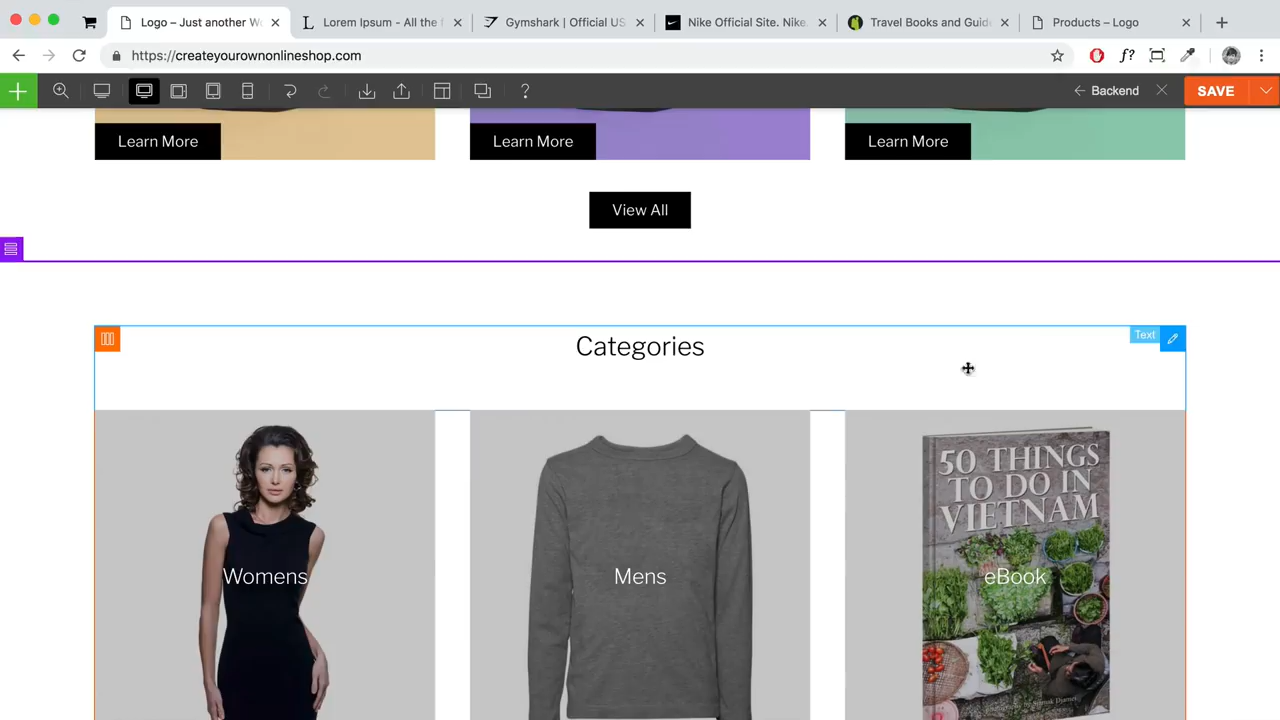 Logo – Just another W
Lorem Ipsum - All the f
Gymshark | Official US
Nike Official Site. Nike.
Travel Books and Guide
Products – Logo
https://createyourownonlineshop.com
f?
?
Backend
SAVE
Learn More
Learn More
Learn More
View All
Categories
Text
Womens
Mens
eBook
50 THINGS
TO DO IN
VIETNAM